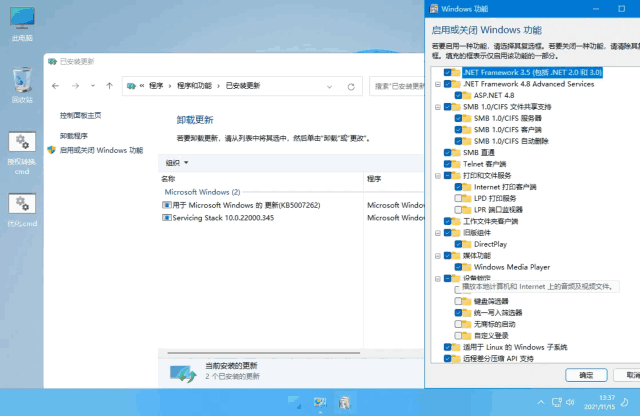 此电脑
回收站
授权转换.cmd
优化.cmd
已安装更新
« 程序 › 程序和功能 › 已安装更新
搜索"已安装更新
控制面板主页
卸载程序
启用或关闭 Windows 功能
卸载更新
若要卸载更新，请从列表中将其选中，然后单击"卸载"或"更改"。
组织
名称
程序
Microsoft Windows (2)
用于 Microsoft Windows 的 更新(KB5007262)
Microsoft Windows
Servicing Stack 10.0.22000.345
Microsoft Windows
当前安装的更新
2 个已安装的更新
Windows 功能
启用或关闭 Windows 功能
若要启用一种功能，请选择其复选框。若要关闭一种功能，请清除其
框。填充的框表示仅启用该功能的一部分。
.NET Framework 3.5 (包括 .NET 2.0 和 3.0)
.NET Framework 4.8 Advanced Services
ASP.NET 4.8
SMB 1.0/CIFS 文件共享支持
SMB 1.0/CIFS 服务器
SMB 1.0/CIFS 客户端
SMB 1.0/CIFS 自动删除
SMB 直通
Telnet 客户端
打印和文件服务
Internet 打印客户端
LPD 打印服务
LPR 端口监视器
工作文件夹客户端
旧版组件
DirectPlay
媒体功能
Windows Media Player
设备锁定
播放本地计算机和 Internet 上的音频及视频文件。
键盘筛选器
统一写入筛选器
无商标的启动
自定义登录
适用于 Linux 的 Windows 子系统
远程差分压缩 API 支持
确定
取消
13:37
2021/11/15